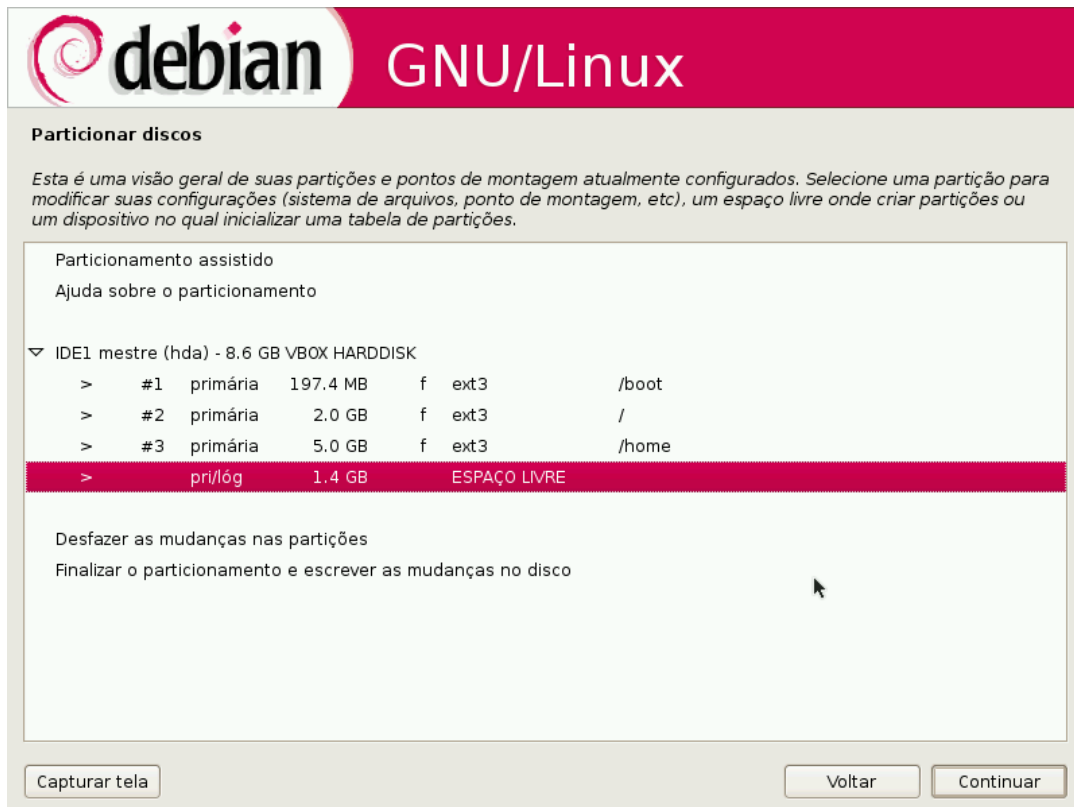 debian GNU/Linux
Particionar discos
Esta é uma visão geral de suas partições e pontos de montagem atualmente configurados. Selecione uma partição para
modificar suas configurações (sistema de arquivos, ponto de montagem, etc), um espaço livre onde criar partições ou
um dispositivo no qual inicializar uma tabela de partições.
Particionamento assistido
Ajuda sobre o particionamento
IDE1 mestre (hda) - 8.6 GB VBOX HARDDISK
> #1 primária 197.4 MB f ext3 /boot
> #2 primária 2.0 GB f ext3 /
> #3 primária 5.0 GB f ext3 /home
> pri/lóg 1.4 GB ESPAÇO LIVRE
Desfazer as mudanças nas partições
Finalizar o particionamento e escrever as mudanças no disco
Capturar tela Voltar Continuar